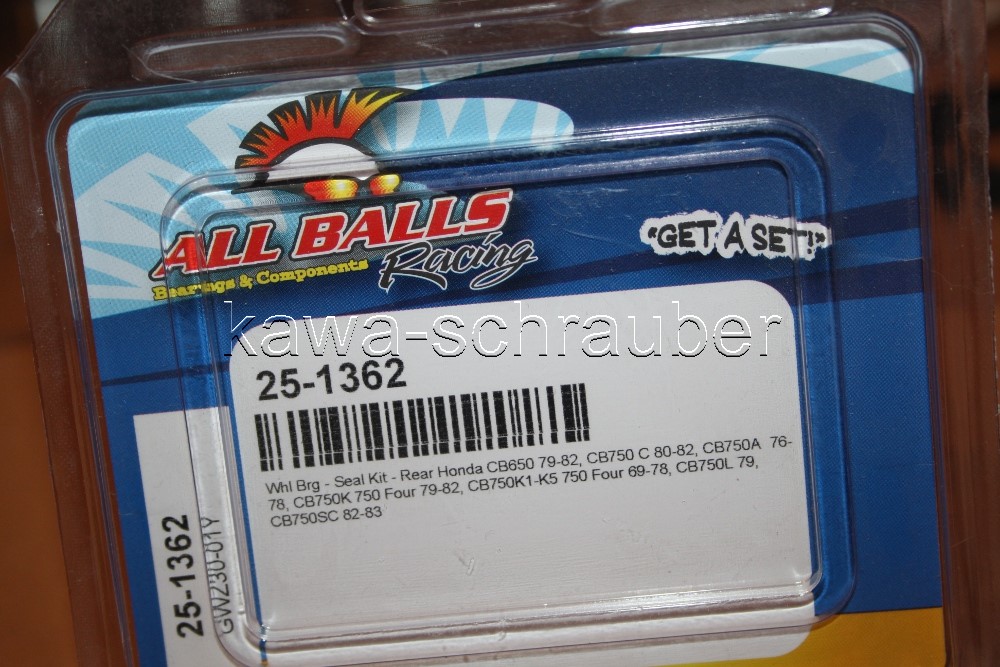 ALL BALLS
Racing
Bearings & Components
"GET A SET!"
kawa-schrauber
25-1362
Whl Brg - Seal Kit - Rear Honda CB650 79-82, CB750 C 80-82, CB750A 76-
78, CB750K 750 Four 79-82, CB750K1-K5 750 Four 69-78, CB750L 79,
CB750SC 82-83
25-1362
GW230-01Y